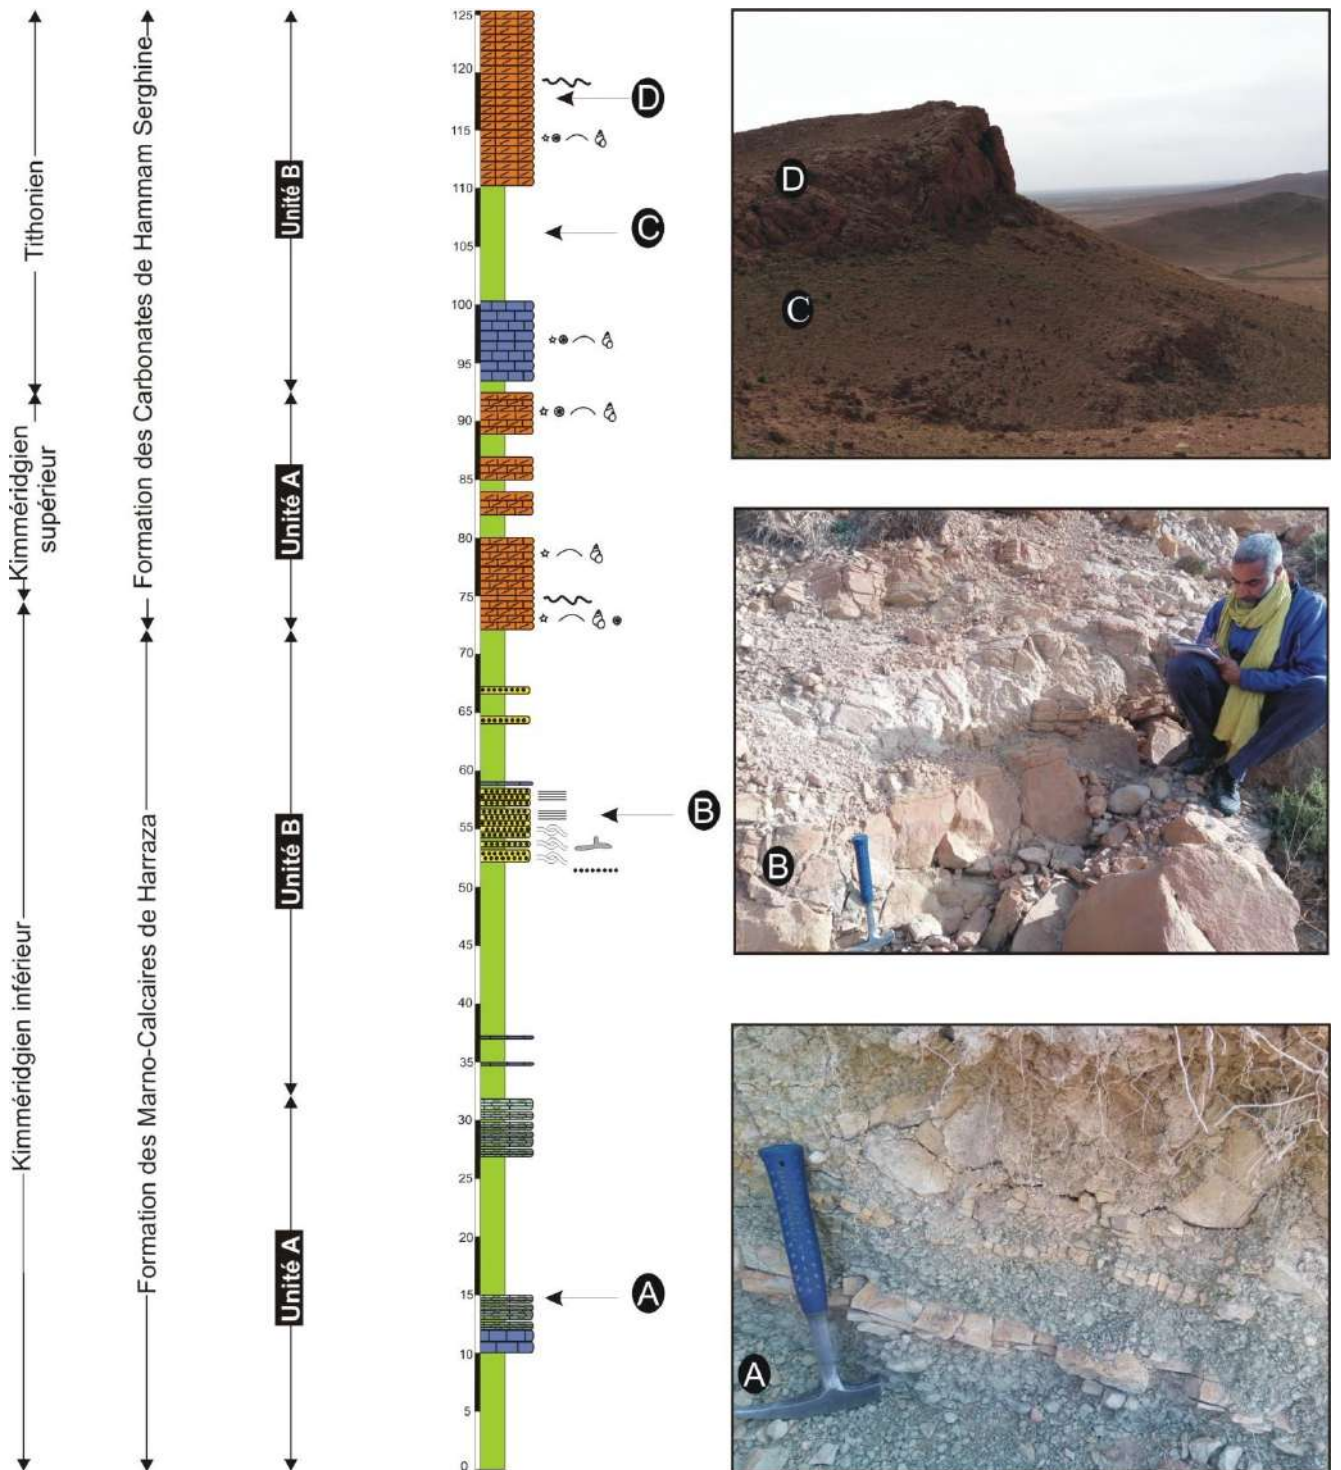 Tithonien
Kimméridgien
supérieur
Kimméridgien inférieur
Formation des Carbonates de Hammam Serghine
Formation des Marno-Calcaires de Harraza
Unité B
Unité A
Unité B
Unité A
125
120
115
110
105
100
95
90
85
80
75
70
65
60
55
50
45
40
35
30
25
20
15
10
5
0
D
C
B
A
D
C
B
A